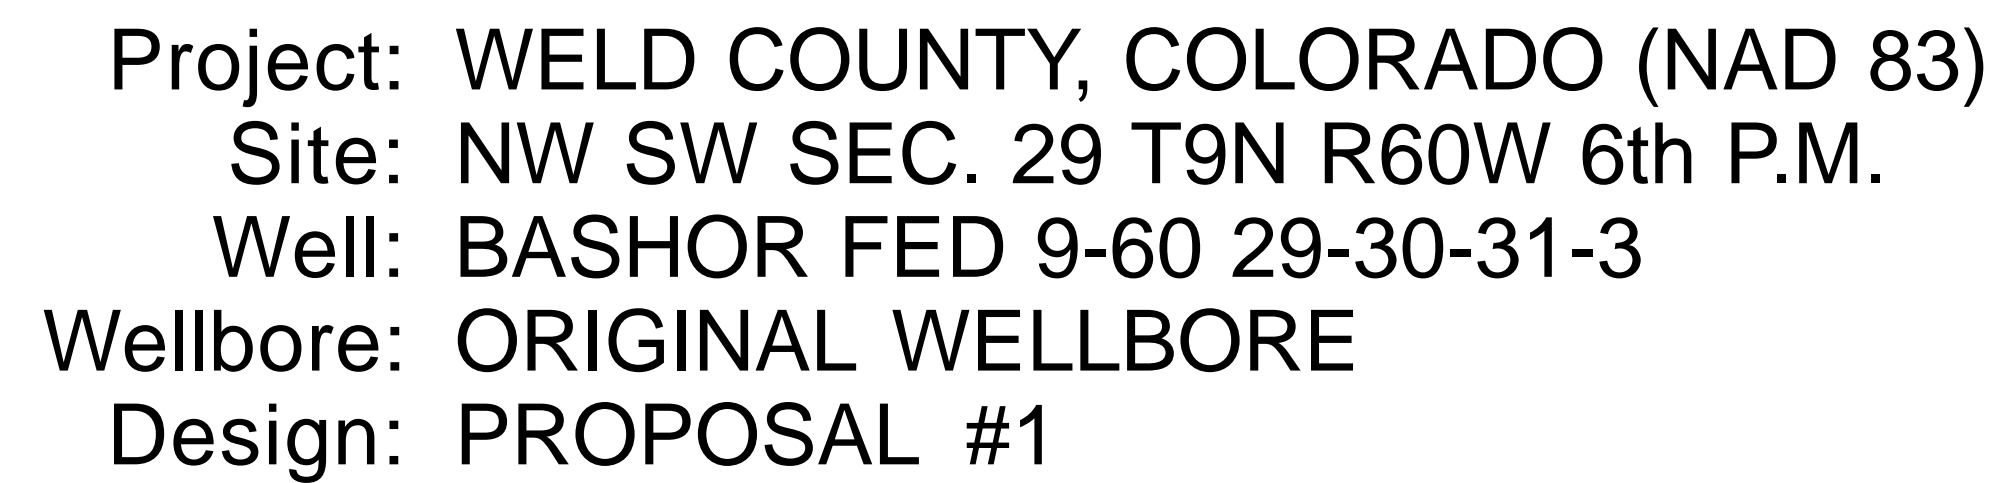 Project: WELD COUNTY, COLORADO (NAD 83)
Site: NW SW SEC. 29 T9N R60W 6th P.M.
Well: BASHOR FED 9-60 29-30-31-3
Wellbore: ORIGINAL WELLBORE
Design: PROPOSAL #1